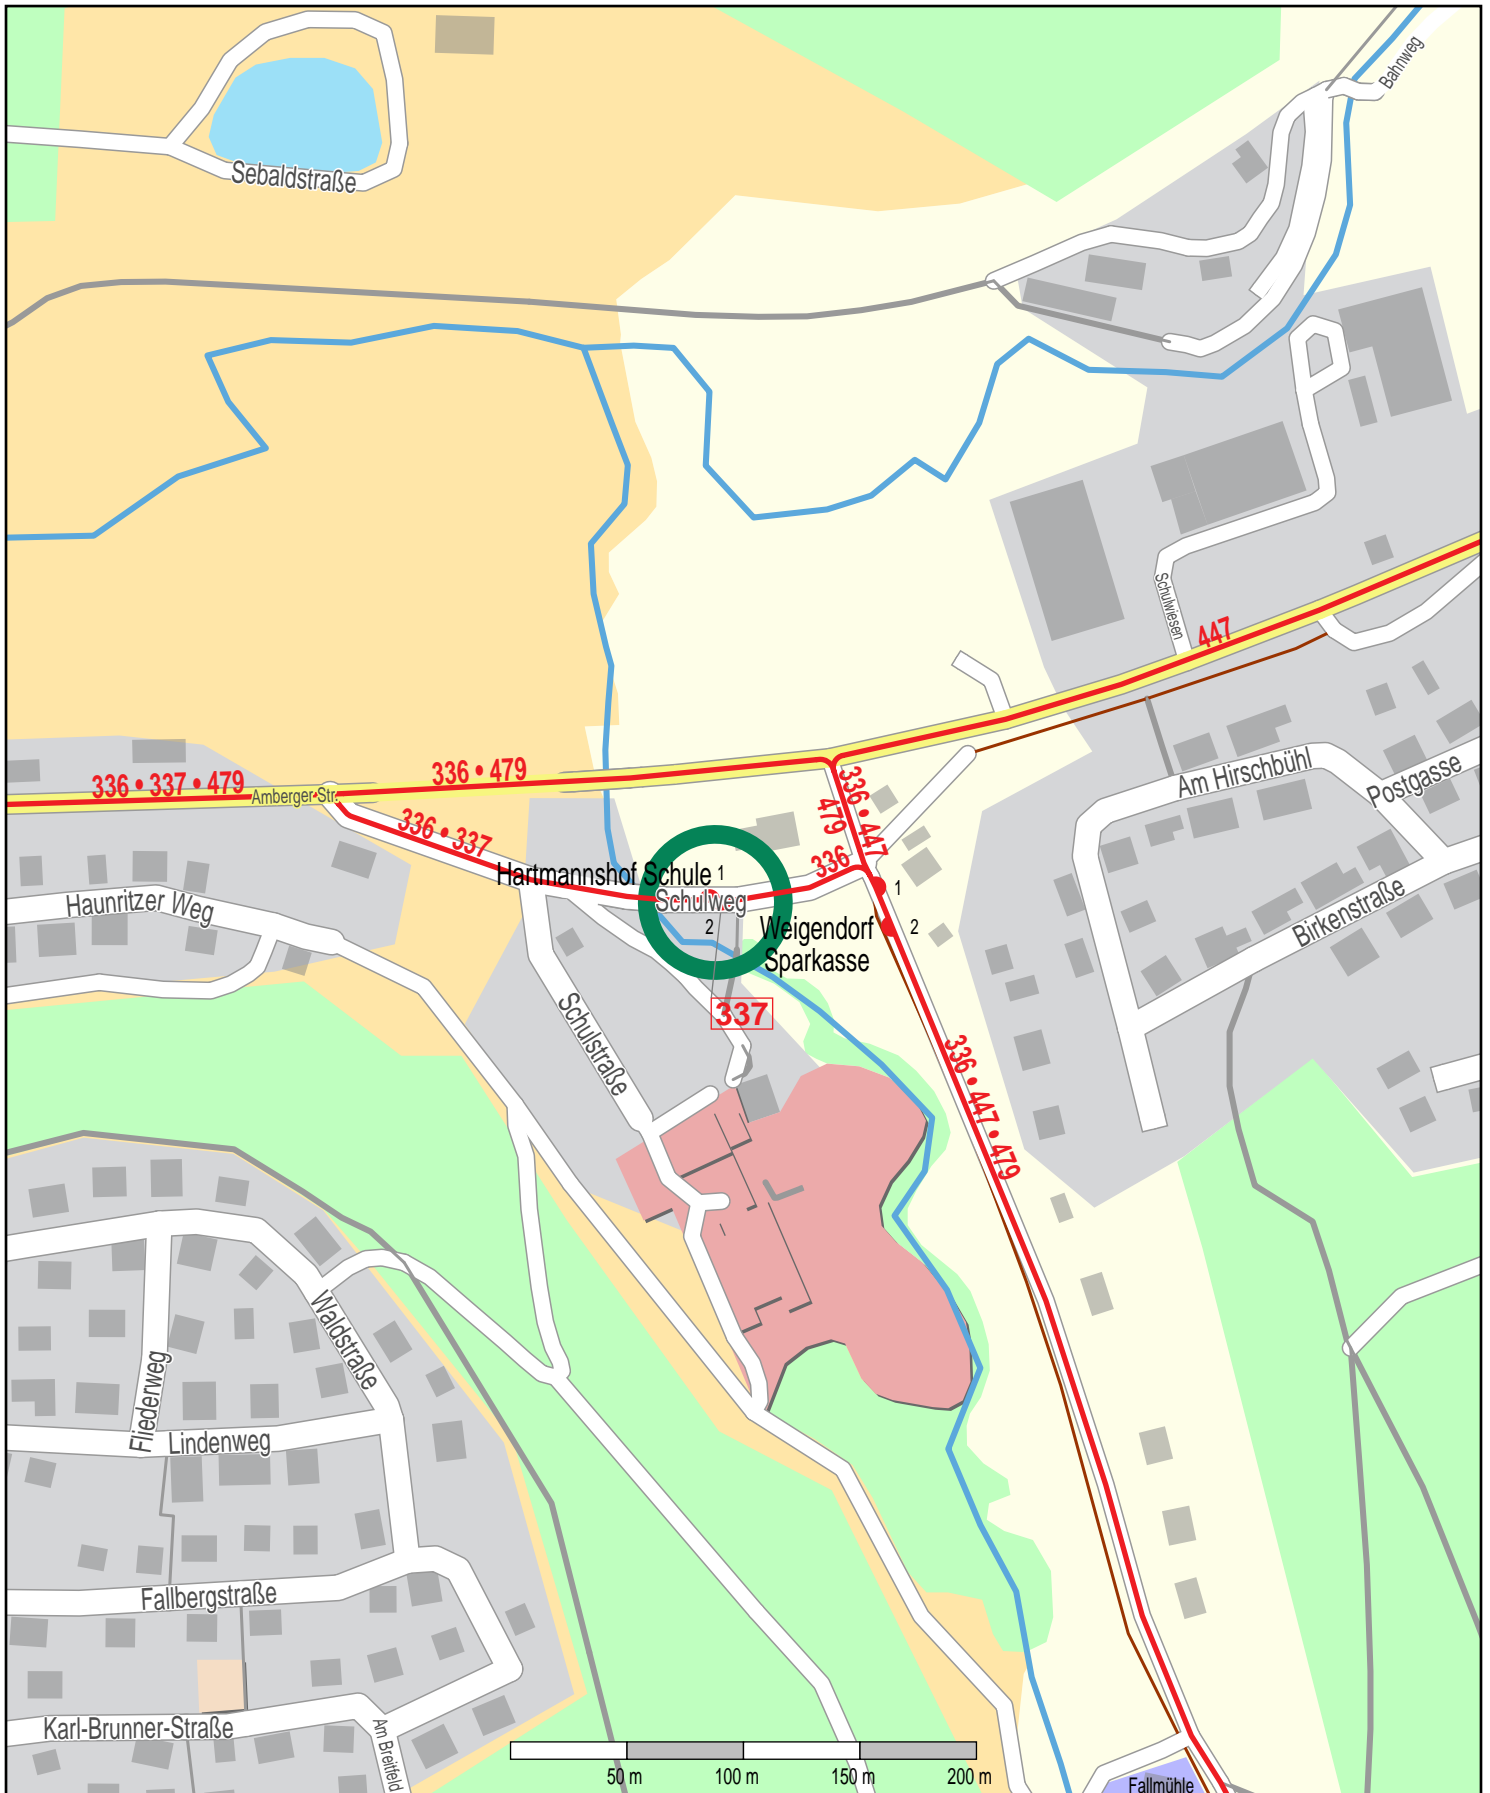 Bahnweg
Sebaldstraße
Schulwiesen
447
336 • 337 • 479
Amberger Str.
336 • 479
336 • 447
479
336 • 337
336
Am Hirschbühl
Postgasse
Hartmannshof Schule
1
Schulweg
2
1
2
Weigendorf
Sparkasse
Haunritzer Weg
Birkenstraße
337
Schulstraße
336 • 447 • 479
Waldstraße
Fliederweg
Lindenweg
Fallbergstraße
Karl-Brunner-Straße
Am Breitfeld
50 m
100 m
150 m
200 m
Fallmühle